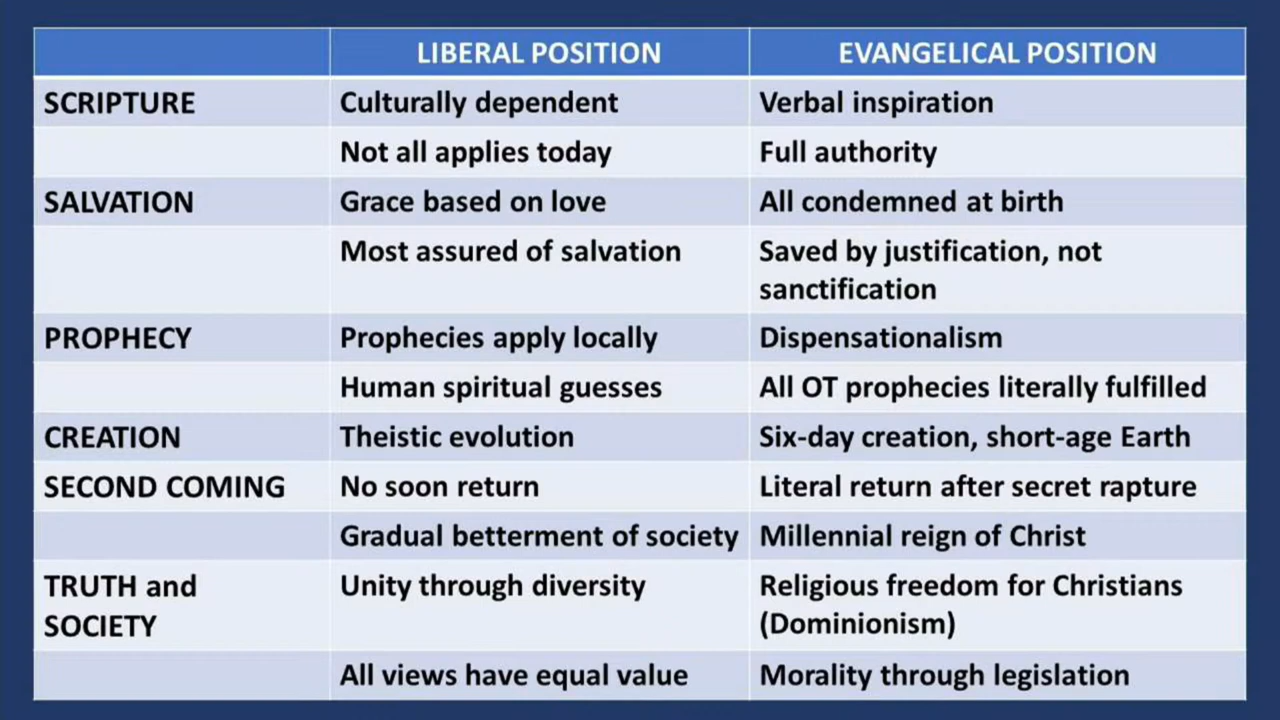 LIBERAL POSITION EVANGELICAL POSITION
SCRIPTURE Culturally dependent Verbal inspiration
Not all applies today Full authority
SALVATION Grace based on love All condemned at birth
Most assured of salvation Saved by justification, not
sanctification
PROPHECY Prophecies apply locally Dispensationalism
Human spiritual guesses All OT prophecies literally fulfilled
CREATION Theistic evolution Six-day creation, short-age Earth
SECOND COMING No soon return Literal return after secret rapture
Gradual betterment of society Millennial reign of Christ
TRUTH and Unity through diversity Religious freedom for Christians
SOCIETY (Dominionism)
All views have equal value Morality through legislation